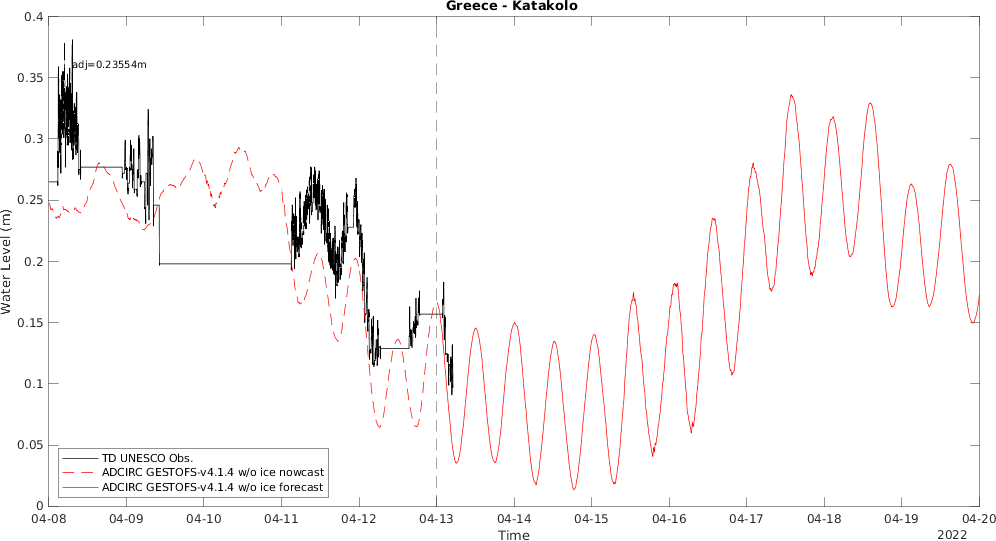 Greece - Katakolo
adj=0.23554m
Water Level (m)
0.4
0.35
0.3
0.25
0.2
0.15
0.1
0.05
0
TD UNESCO Obs.
ADCIRC GESTOFS-v4.1.4 w/o ice nowcast
ADCIRC GESTOFS-v4.1.4 w/o ice forecast
04-08 04-09 04-10 04-11 04-12 04-13 04-14 04-15 04-16 04-17 04-18 04-19 04-20
Time
2022